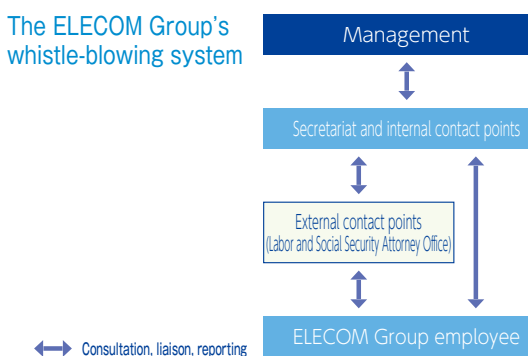 The ELECOM Group's
whistle-blowing system
Management
Secretariat and internal contact points
External contact points
(Labor and Social Security Attorney Office)
ELECOM Group employee
Consultation, liaison, reporting